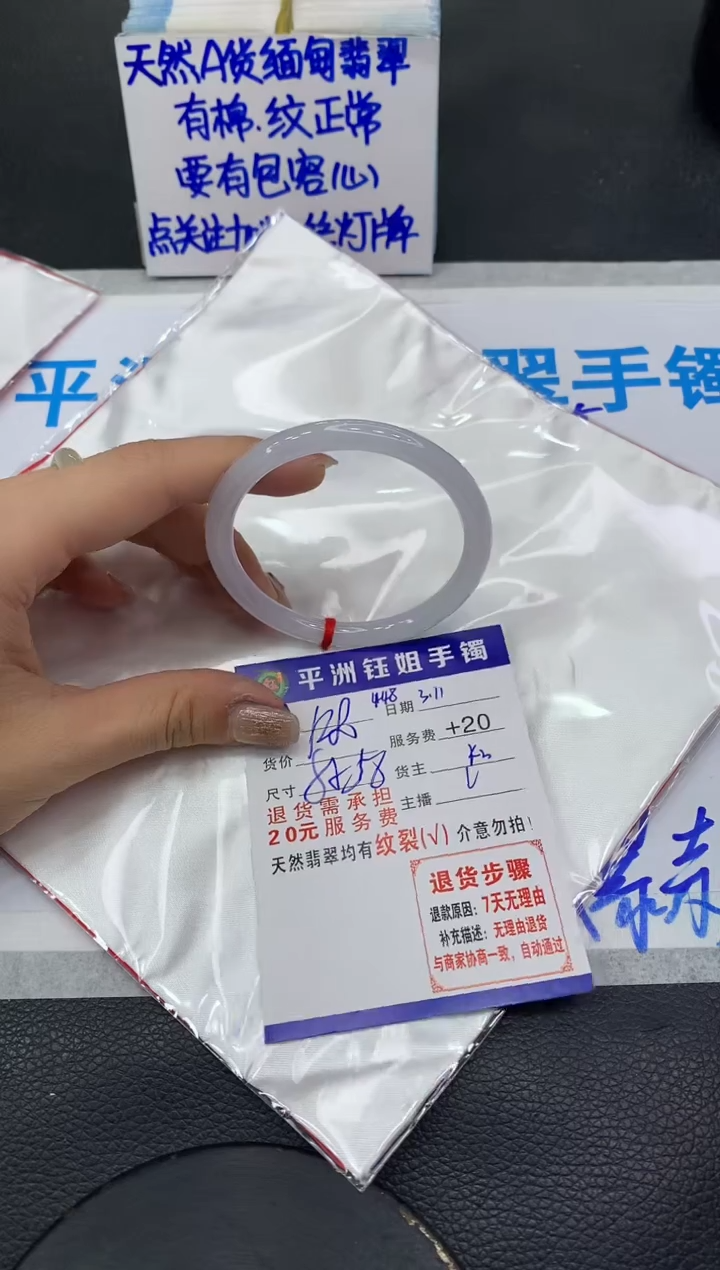 天然A货缅甸翡翠
有棉.纹正常
要有包容心
点关注加 灯牌
平洲 翠手镯
平洲钰姐手镯
448 日期 3.11
货价 服务费 +20
尺寸 货主
退货需承担 主播
20元服务费
天然翡翠均有纹裂(√) 介意勿拍!
退货步骤
退款原因: 7天无理由
补充描述: 无理由退货
与商家协商一致, 自动通过